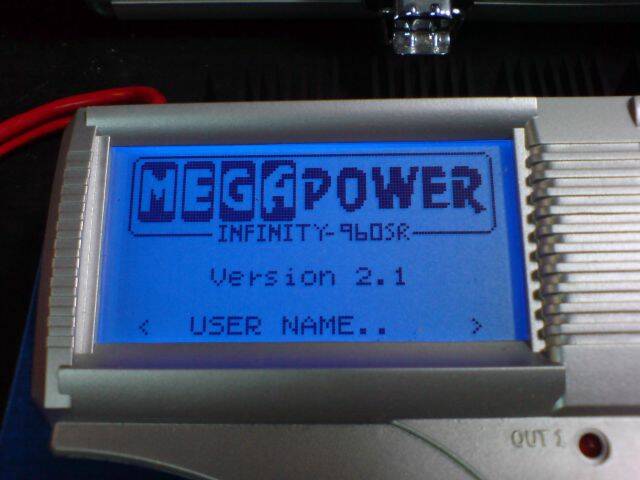 MEGAPOWER
INFINITY-960SR
Version 2.1
< USER NAME.. >
OUT 1